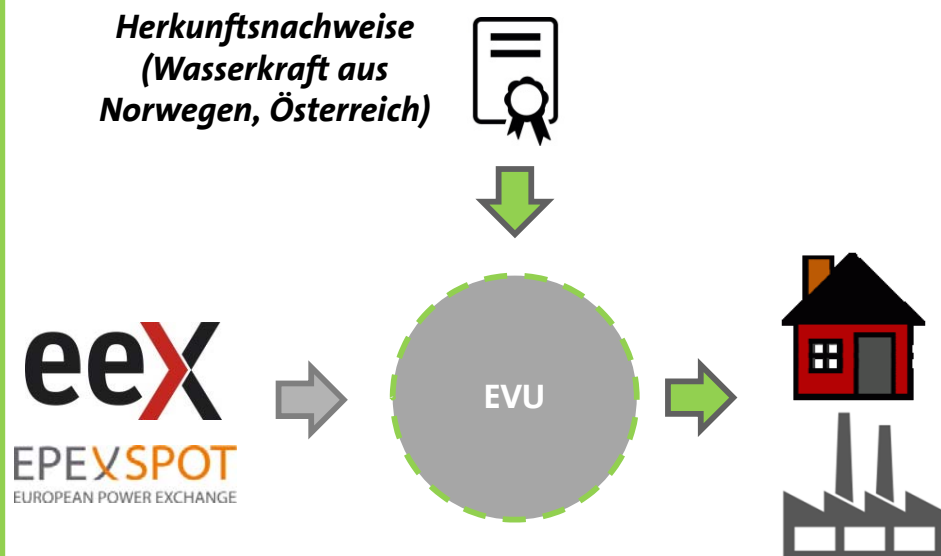 Herkunftsnachweise
(Wasserkraft aus
Norwegen, Österreich)
eex
EPEXSPOT
EUROPEAN POWER EXCHANGE
EVU